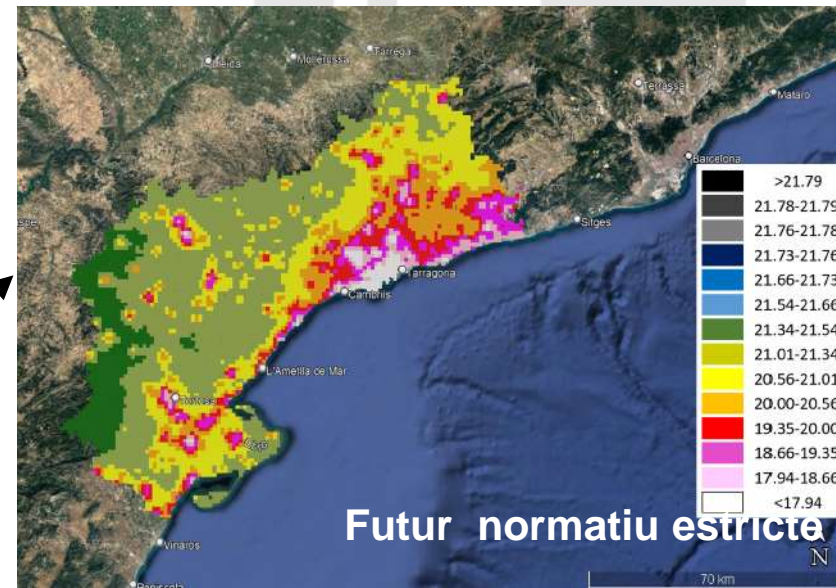 Lleida
Mollerussa
Tàrrega
Terrassa
Mataró
Barcelona
Sitges
Tarragona
Cambrils
L'Ametlla de Mar
Tortosa
Vinaròs
Peníscola
>21.79
21.78-21.79
21.76-21.78
21.73-21.76
21.66-21.73
21.54-21.66
21.34-21.54
21.01-21.34
20.56-21.01
20.00-20.56
19.35-20.00
18.66-19.35
17.94-18.66
<17.94
Futur normatiu estricte
N
70 km